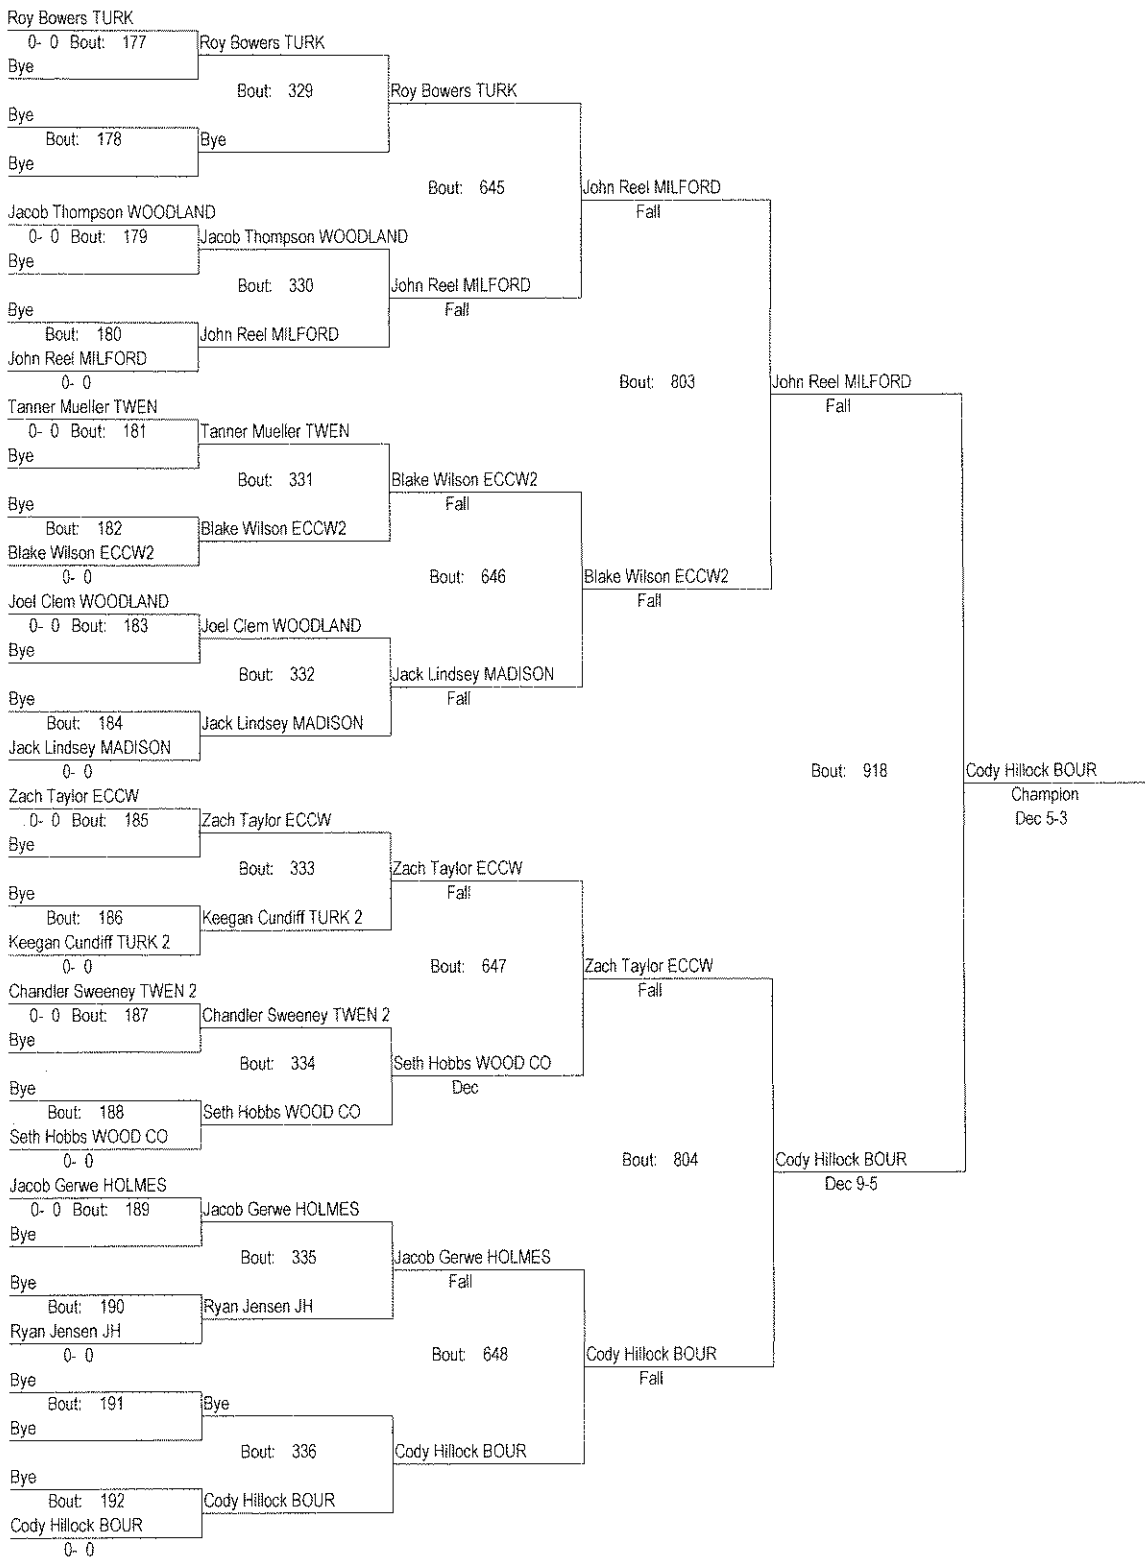 Roy Bowers TURK
0- 0 Bout: 177
Roy Bowers TURK
Bye
Bout: 329
Roy Bowers TURK
Bye
Bout: 178
Bye
Bye
Bout: 645
John Reel MILFORD
Fall
Jacob Thompson WOODLAND
0- 0 Bout: 179
Jacob Thompson WOODLAND
Bye
Bout: 330
John Reel MILFORD
Fall
Bye
Bout: 180
John Reel MILFORD
John Reel MILFORD
0- 0
Bout: 803
John Reel MILFORD
Fall
Tanner Mueller TWEN
0- 0 Bout: 181
Tanner Mueller TWEN
Bye
Bout: 331
Blake Wilson ECCW2
Fall
Bye
Bout: 182
Blake Wilson ECCW2
Blake Wilson ECCW2
0- 0
Bout: 646
Blake Wilson ECCW2
Fall
Joel Clem WOODLAND
0- 0 Bout: 183
Joel Clem WOODLAND
Bye
Bout: 332
Jack Lindsey MADISON
Fall
Bye
Bout: 184
Jack Lindsey MADISON
Jack Lindsey MADISON
0- 0
Bout: 918
Cody Hillock BOUR
Champion
Dec 5-3
Zach Taylor ECCW
0- 0 Bout: 185
Zach Taylor ECCW
Bye
Bout: 333
Zach Taylor ECCW
Fall
Bye
Bout: 186
Keegan Cundiff TURK 2
Keegan Cundiff TURK 2
0- 0
Bout: 647
Zach Taylor ECCW
Fall
Chandler Sweeney TWEN 2
0- 0 Bout: 187
Chandler Sweeney TWEN 2
Bye
Bout: 334
Seth Hobbs WOOD CO
Dec
Bye
Bout: 188
Seth Hobbs WOOD CO
Seth Hobbs WOOD CO
0- 0
Bout: 804
Cody Hillock BOUR
Dec 9-5
Jacob Gerwe HOLMES
0- 0 Bout: 189
Jacob Gerwe HOLMES
Bye
Bout: 335
Jacob Gerwe HOLMES
Fall
Bye
Bout: 190
Ryan Jensen JH
Ryan Jensen JH
0- 0
Bout: 648
Cody Hillock BOUR
Fall
Bye
Bout: 191
Bye
Bye
Bout: 336
Cody Hillock BOUR
Bye
Bout: 192
Cody Hillock BOUR
Cody Hillock BOUR
0- 0